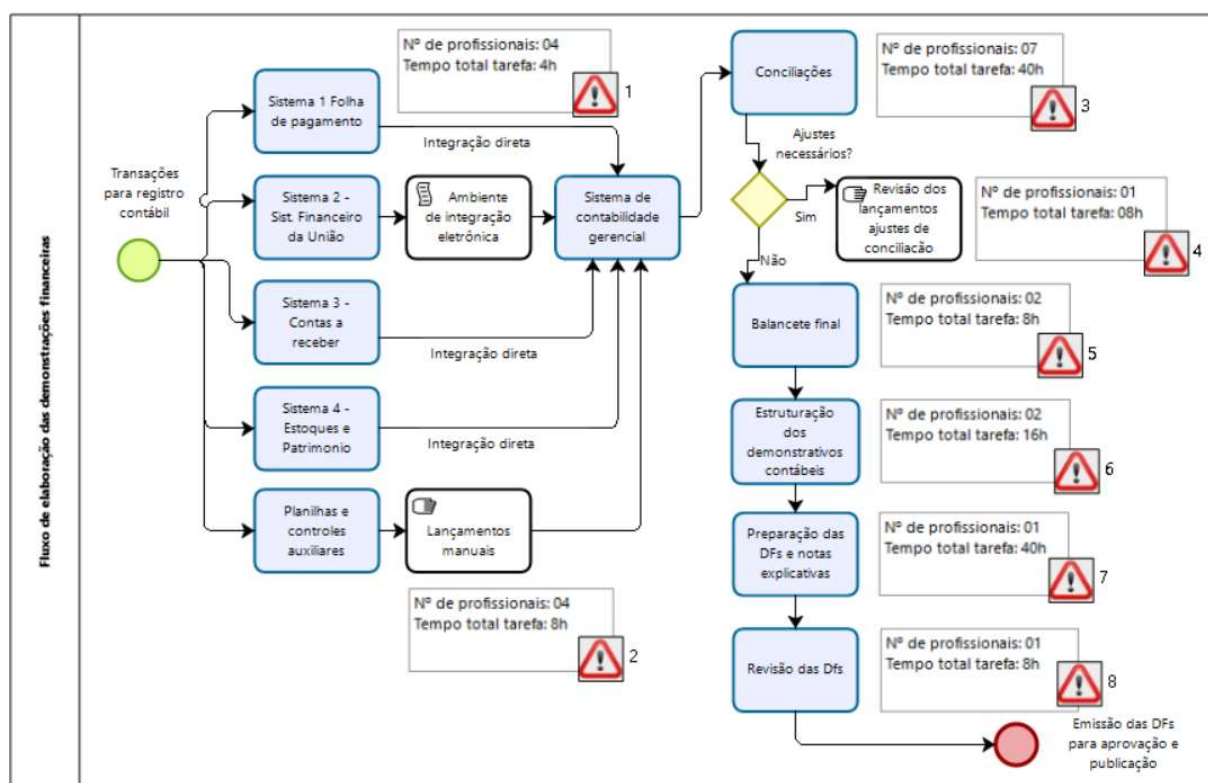 Fluxo de elaboração das demonstrações financeiras
Transações
para registro
contábil
Sistema 1 Folha
de pagamento
Integração direta
Nº de profissionais: 04
Tempo total tarefa: 4h
1
Sistema 2 -
Sist. Financeiro
da União
Ambiente
de integração
eletrônica
Sistema de
contabilidade
gerencial
Sistema 3 -
Contas a
receber
Integração direta
Sistema 4 -
Estoques e
Patrimonio
Integração direta
Planilhas e
controles
auxiliares
Lançamentos
manuais
Nº de profissionais: 04
Tempo total tarefa: 8h
2
Conciliações
Nº de profissionais: 07
Tempo total tarefa: 40h
3
Ajustes
necessários?
Sim
Não
Revisão dos
lançamentos
ajustes de
conciliacão
Nº de profissionais: 01
Tempo total tarefa: 08h
4
Balancete final
Nº de profissionais: 02
Tempo total tarefa: 8h
5
Estruturação
dos
demonstrativos
contábeis
Nº de profissionais: 02
Tempo total tarefa: 16h
6
Preparação das
DFs e notas
explicativas
Nº de profissionais: 01
Tempo total tarefa: 40h
7
Revisão das Dfs
Nº de profissionais: 01
Tempo total tarefa: 8h
8
Emissão das DFs
para aprovação e
publicação